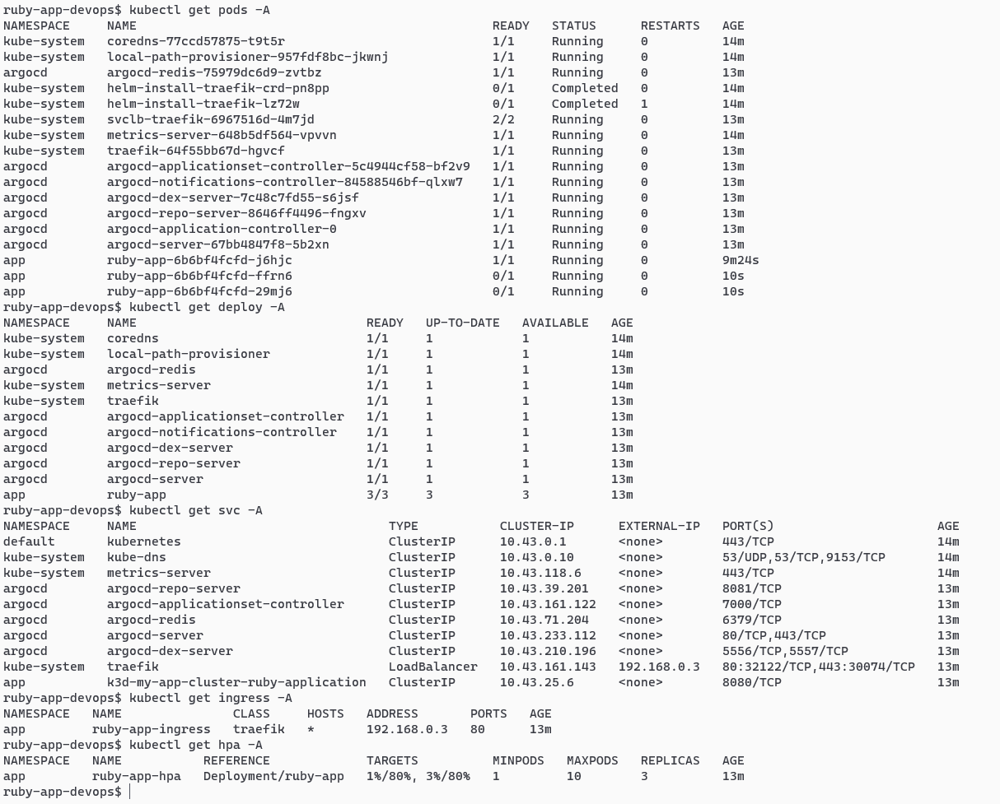 ruby-app-devops$ kubectl get pods -A
NAMESPACE     NAME                                                READY   STATUS      RESTARTS   AGE
kube-system   coredns-77ccd57875-t9t5r                            1/1     Running     0          14m
kube-system   local-path-provisioner-957fdf8bc-jkwnj              1/1     Running     0          14m
argocd        argocd-redis-75979dc6d9-zvtbz                       1/1     Running     0          13m
kube-system   helm-install-traefik-crd-pn8pp                      0/1     Completed   0          14m
kube-system   helm-install-traefik-lz72w                          0/1     Completed   1          14m
kube-system   svclb-traefik-6967516d-4m7jd                        2/2     Running     0          13m
kube-system   metrics-server-648b5df564-vpvvn                     1/1     Running     0          14m
kube-system   traefik-64f55bb67d-hgvcf                            1/1     Running     0          13m
argocd        argocd-applicationset-controller-5c4944cf58-bf2v9   1/1     Running     0          13m
argocd        argocd-notifications-controller-84588546bf-qlxw7    1/1     Running     0          13m
argocd        argocd-dex-server-7c48c7fd55-s6jsf                  1/1     Running     0          13m
argocd        argocd-repo-server-8646ff4496-fngxv                 1/1     Running     0          13m
argocd        argocd-application-controller-0                     1/1     Running     0          13m
argocd        argocd-server-67bb4847f8-5b2xn                      1/1     Running     0          13m
app           ruby-app-6b6bf4fcfd-j6hjc                           1/1     Running     0          9m24s
app           ruby-app-6b6bf4fcfd-ffrn6                           0/1     Running     0          10s
app           ruby-app-6b6bf4fcfd-29mj6                           0/1     Running     0          10s
ruby-app-devops$ kubectl get deploy -A
NAMESPACE     NAME                               READY   UP-TO-DATE   AVAILABLE   AGE
kube-system   coredns                            1/1     1            1           14m
kube-system   local-path-provisioner             1/1     1            1           14m
argocd        argocd-redis                       1/1     1            1           13m
kube-system   metrics-server                     1/1     1            1           14m
kube-system   traefik                            1/1     1            1           13m
argocd        argocd-applicationset-controller   1/1     1            1           13m
argocd        argocd-notifications-controller    1/1     1            1           13m
argocd        argocd-dex-server                  1/1     1            1           13m
argocd        argocd-repo-server                 1/1     1            1           13m
argocd        argocd-server                      1/1     1            1           13m
app           ruby-app                           3/3     3            3           13m
ruby-app-devops$ kubectl get svc -A
NAMESPACE     NAME                                  TYPE           CLUSTER-IP      EXTERNAL-IP   PORT(S)                      AGE
default       kubernetes                            ClusterIP      10.43.0.1       <none>        443/TCP                      14m
kube-system   kube-dns                              ClusterIP      10.43.0.10      <none>        53/UDP,53/TCP,9153/TCP       14m
kube-system   metrics-server                        ClusterIP      10.43.118.6     <none>        443/TCP                      14m
argocd        argocd-repo-server                    ClusterIP      10.43.39.201    <none>        8081/TCP                     13m
argocd        argocd-applicationset-controller      ClusterIP      10.43.161.122   <none>        7000/TCP                     13m
argocd        argocd-redis                          ClusterIP      10.43.71.204    <none>        6379/TCP                     13m
argocd        argocd-server                         ClusterIP      10.43.233.112   <none>        80/TCP,443/TCP               13m
argocd        argocd-dex-server                     ClusterIP      10.43.210.196   <none>        5556/TCP,5557/TCP            13m
kube-system   traefik                               LoadBalancer   10.43.161.143   192.168.0.3   80:32122/TCP,443:30074/TCP   13m
app           k3d-my-app-cluster-ruby-application   ClusterIP      10.43.25.6      <none>        8080/TCP                     13m
ruby-app-devops$ kubectl get ingress -A
NAMESPACE   NAME               CLASS     HOSTS   ADDRESS       PORTS   AGE
app         ruby-app-ingress   traefik   *       192.168.0.3   80      13m
ruby-app-devops$ kubectl get hpa -A
NAMESPACE   NAME           REFERENCE             TARGETS          MINPODS   MAXPODS   REPLICAS   AGE
app         ruby-app-hpa   Deployment/ruby-app   1%/80%, 3%/80%   1         10        3          13m
ruby-app-devops$